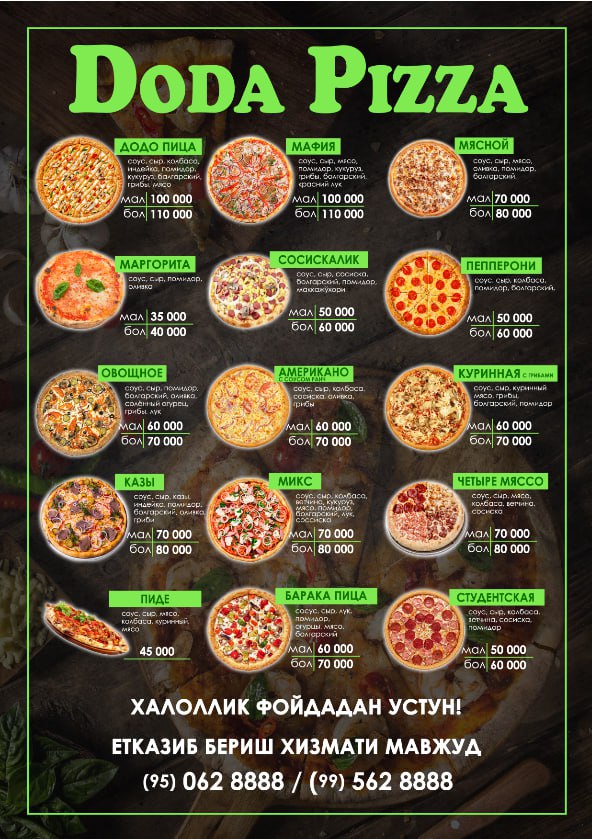 DODA PIZZA
ДОДО ПИЦА
соус, сыр, колбаса,
индейка, помидор,
кукуруз, болгарский,
грибы, мясо
мал 100 000
бол 110 000
МАФИЯ
соус, сыр, мясо,
помидор, кукуруз,
грибы, болгарский,
красний лук
мал 100 000
бол 110 000
МЯСНОЙ
соус, сыр, мясо,
оливка, помидор,
болгарский
мал 70 000
бол 80 000
МАРГОРИТА
соус, сыр, помидор,
оливка
мал 35 000
бол 40 000
СОСИСКАЛИК
соус, сыр, сосиска,
болгарский, помидор,
маккажухори
мал 50 000
бол 60 000
ПЕППЕРОНИ
соус, сыр, колбаса,
помидор, болгарский,
мал 50 000
бол 60 000
ОВОЩНОЕ
соус, сыр, помидор,
болгарский, оливка,
солёный огурец,
грибы, лук
мал 60 000
бол 70 000
АМЕРИКАНО
С СОУСОМ РАНЧ
соус, сыр, колбаса,
сосиска, оливка,
грибы
мал 60 000
бол 70 000
КУРИННАЯ С ГРИБАМИ
соус, сыр, куринный
мясо, грибы,
болгарский, помидор
мал 60 000
бол 70 000
КАЗЫ
соус, сыр, казы,
индейка, помидор,
болгарский, оливка,
гриби
мал 70 000
бол 80 000
МИКС
соус, сыр, колбаса,
ветчина, кукуруз,
мясо, помидор,
болгарский, лук,
соссиска
мал 70 000
бол 80 000
ЧЕТЫРЕ МЯССО
соус, сыр, мясо,
колбаса, ветчина,
сосиска
мал 70 000
бол 80 000
ПИДЕ
соус, сыр, мясо,
колбаса, куринный,
мясо
45 000
БАРАКА ПИЦА
соус, сыр, лук,
помидор,
огурцы, мясо,
болгарский
мал 60 000
бол 70 000
СТУДЕНТСКАЯ
соус, сыр, колбаса,
ветчина, сосиска,
помидор
мал 50 000
бол 60 000
ХАЛОЛЛИК ФОЙДАДАН УСТУН!
ЕТКАЗИБ БЕРИШ ХИЗМАТИ МАВЖУД
(95) 062 8888 / (99) 562 8888